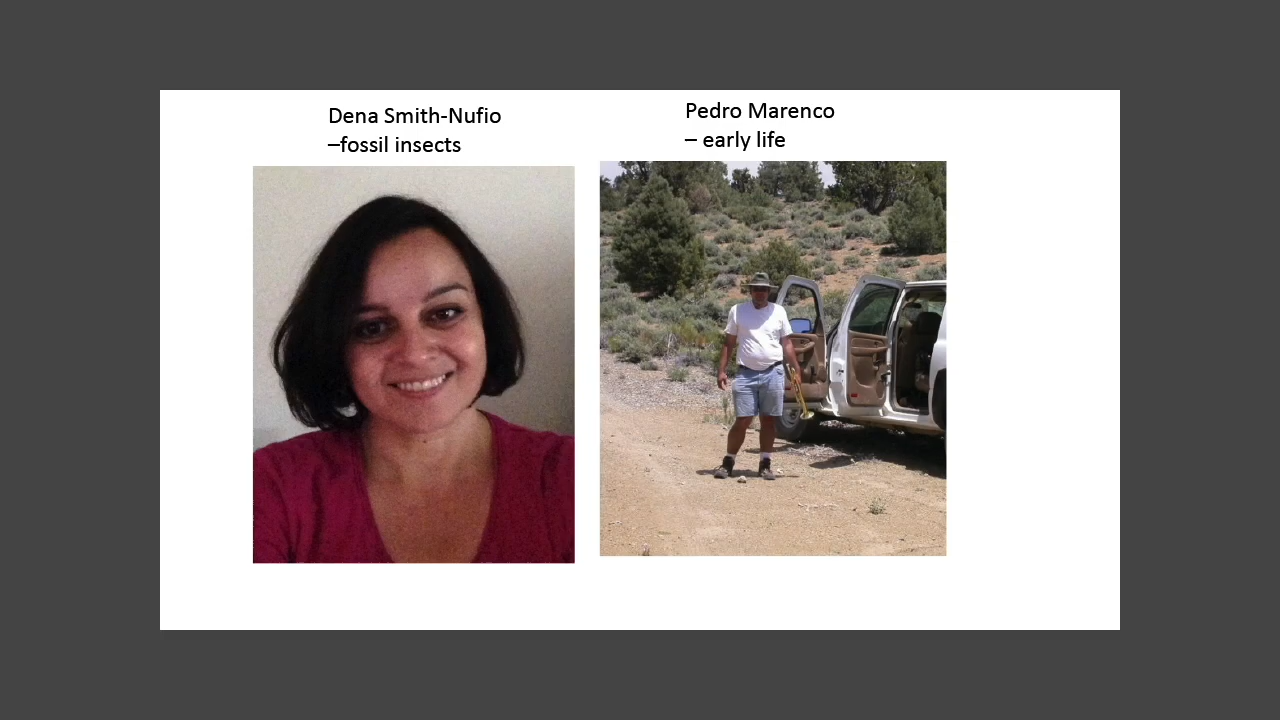 Dena Smith-Nufio
–fossil insects
Pedro Marenco
– early life